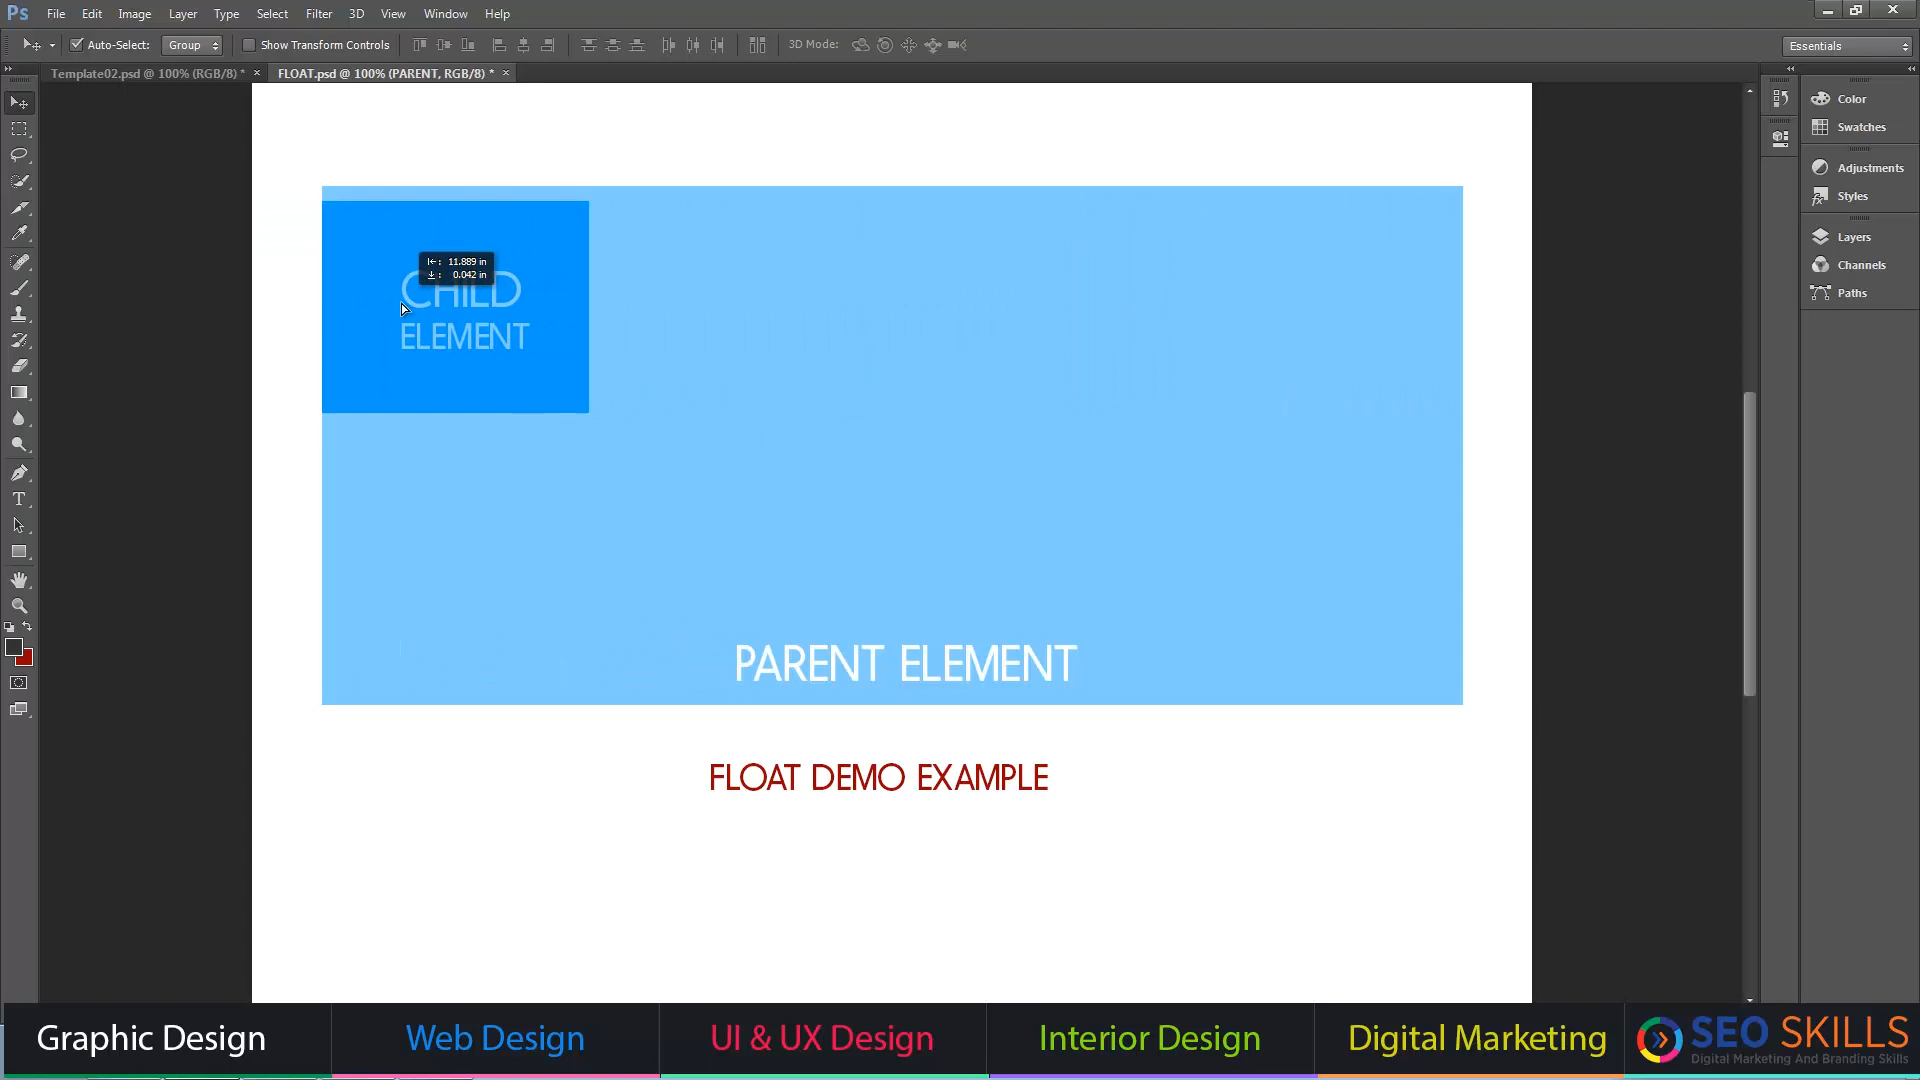 Ps File Edit Image Layer Type Select Filter 3D View Window Help
Auto-Select: Group Show Transform Controls 3D Mode: Essentials
Template02.psd @ 100% (RGB/8) * × FLOAT.psd @ 100% (PARENT, RGB/8) * ×
Color
Swatches
Adjustments
Styles
Layers
Channels
Paths
11.889 in
0.042 in
CHILD
ELEMENT
PARENT ELEMENT
FLOAT DEMO EXAMPLE
Graphic Design Web Design UI & UX Design Interior Design Digital Marketing SEO SKILLS
Digital Marketing And Branding Skills